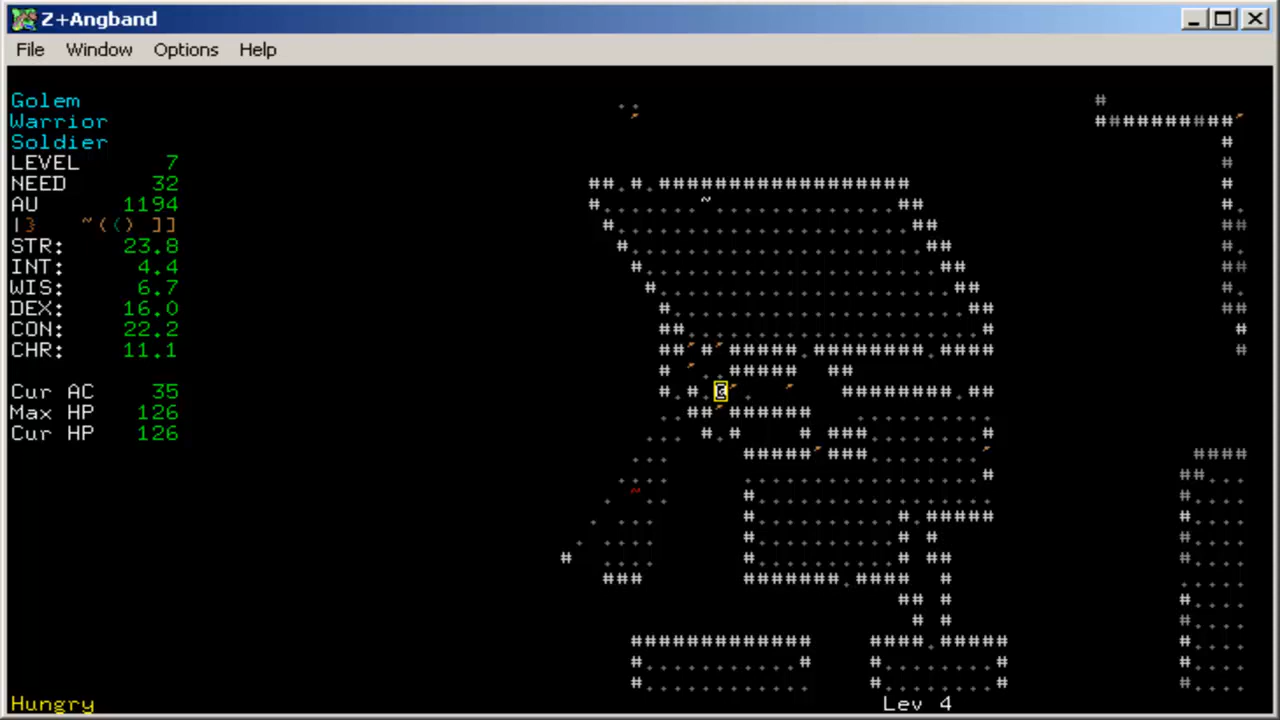 Z+Angband
File Window Options Help
Golem
Warrior
Soldier
LEVEL 7
NEED 32
AU 1194
STR: 23.8
INT: 4.4
WIS: 6.7
DEX: 16.0
CON: 22.2
CHR: 11.1
Cur AC 35
Max HP 126
Cur HP 126
Hungry
Lev 4